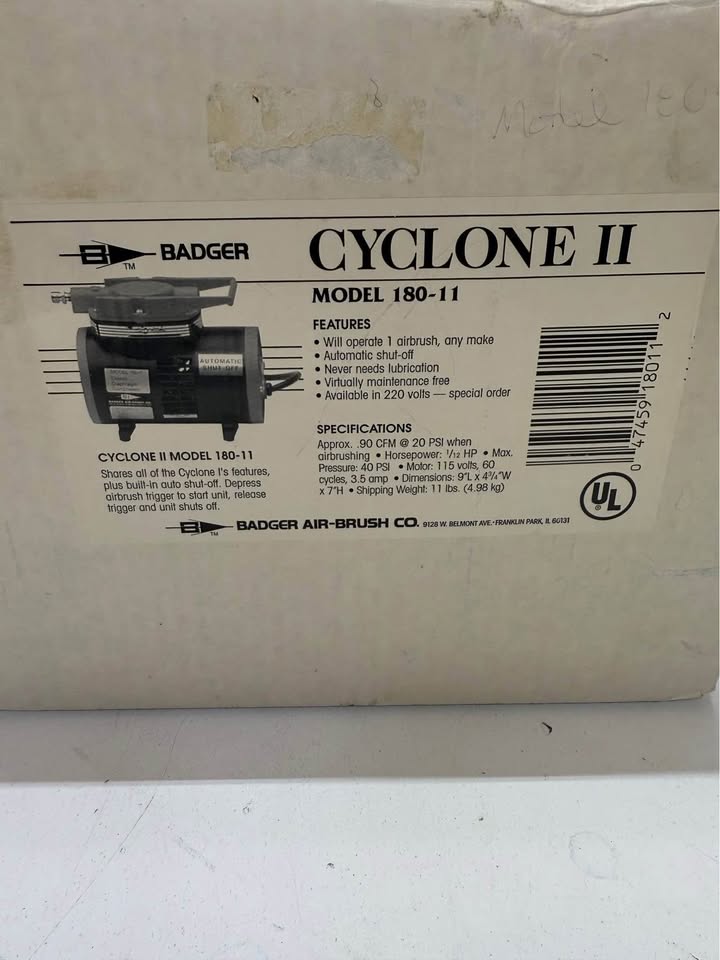 Model 180
BADGER
TM
CYCLONE II
MODEL 180-11
FEATURES
• Will operate 1 airbrush, any make
• Automatic shut-off
• Never needs lubrication
• Virtually maintenance free
• Available in 220 volts — special order
SPECIFICATIONS
Approx. .90 CFM @ 20 PSI when
airbrushing • Horsepower: 1/12 HP • Max.
Pressure: 40 PSI • Motor: 115 volts, 60
cycles, 3.5 amp • Dimensions: 9"L x 4¾"W
x 7"H • Shipping Weight: 11 lbs. (4.98 kg)
AUTOMATIC
SHUT OFF
CYCLONE II MODEL 180-11
Shares all of the Cyclone I's features,
plus built-in auto shut-off. Depress
airbrush trigger to start unit, release
trigger and unit shuts off.
0 47459 18011 2
UL
®
TM
BADGER AIR-BRUSH CO. 9128 W. BELMONT AVE. • FRANKLIN PARK, IL 60131